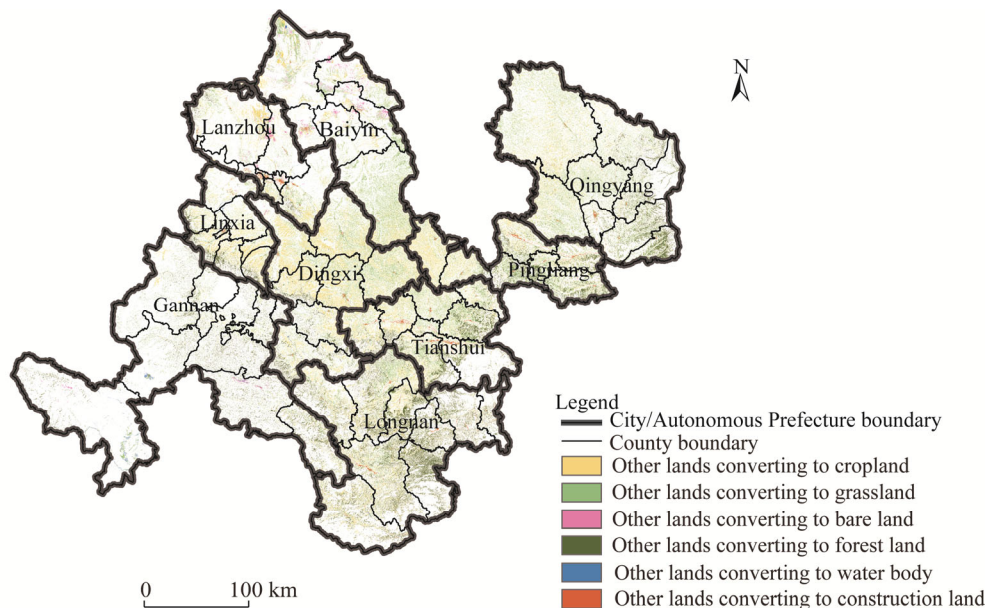 N
Lanzhou
Baiyin
Qingyang
Linxia
Dingxi
Pingliang
Gannan
Tianshui
Longnan
Legend
City/Autonomous Prefecture boundary
County boundary
Other lands converting to cropland
Other lands converting to grassland
Other lands converting to bare land
Other lands converting to forest land
Other lands converting to water body
Other lands converting to construction land
0 100 km